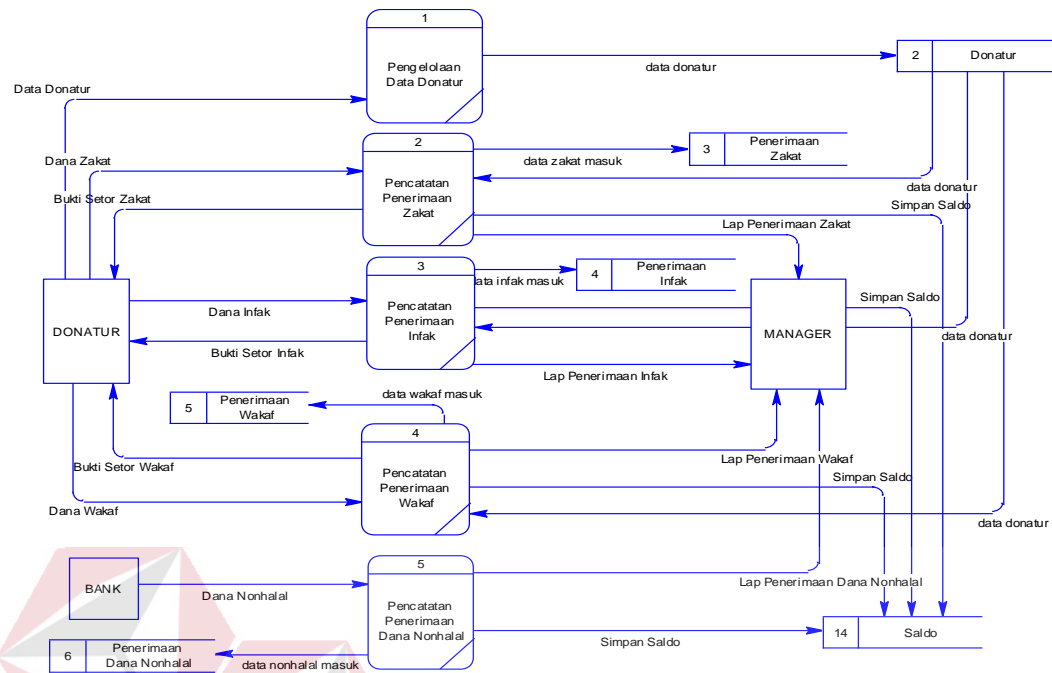 1
Pengelolaan
Data Donatur
data donatur
2
Donatur
Data Donatur
2
Pencatatan
Penerimaan
Zakat
Dana Zakat
Bukti Setor Zakat
data zakat masuk
3
Penerimaan
Zakat
data donatur
Simpan Saldo
Lap Penerimaan Zakat
3
Pencatatan
Penerimaan
Infak
data infak masuk
4
Penerimaan
Infak
DONATUR
Dana Infak
Bukti Setor Infak
MANAGER
Simpan Saldo
data donatur
Lap Penerimaan Infak
5
Penerimaan
Wakaf
data wakaf masuk
4
Pencatatan
Penerimaan
Wakaf
Bukti Setor Wakaf
Dana Wakaf
Lap Penerimaan Wakaf
Simpan Saldo
data donatur
BANK
Dana Nonhalal
5
Pencatatan
Penerimaan
Dana Nonhalal
Lap Penerimaan Dana Nonhalal
Simpan Saldo
14
Saldo
6
Penerimaan
Dana Nonhalal
data nonhalal masuk